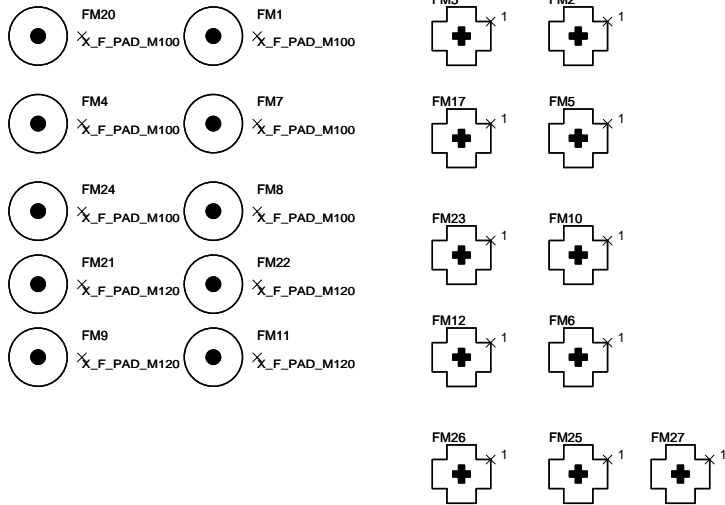 FM20
X_F_PAD_M100
FM1
X_F_PAD_M100
FM3
1
FM2
1
FM4
X_F_PAD_M100
FM7
X_F_PAD_M100
FM17
1
FM5
1
FM24
X_F_PAD_M100
FM8
X_F_PAD_M100
FM23
1
FM10
1
FM21
X_F_PAD_M120
FM22
X_F_PAD_M120
FM9
X_F_PAD_M120
FM11
X_F_PAD_M120
FM12
1
FM6
1
FM26
1
FM25
1
FM27
1